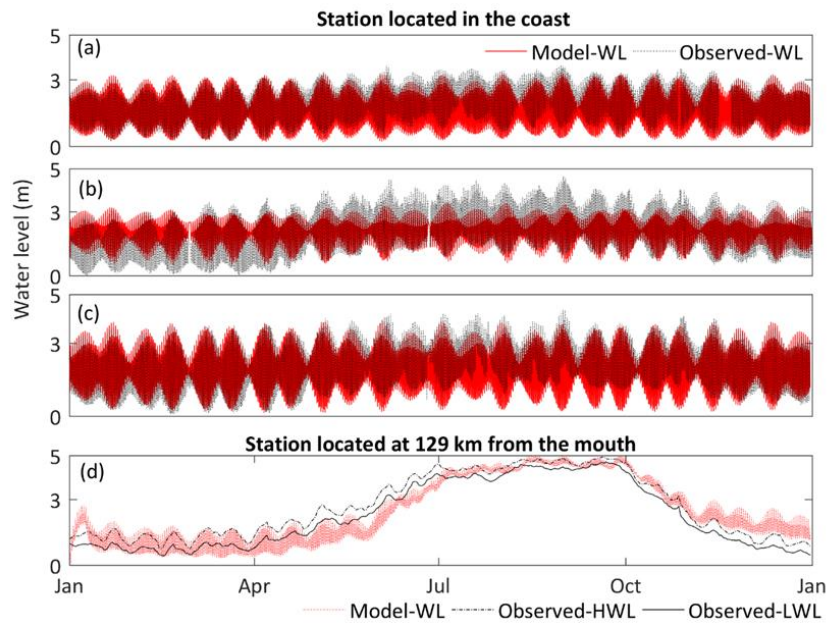 Station located in the coast
5
(a)
Model-WL
Observed-WL
3
0
5
(b)
3
0
Water level (m)
5
(c)
3
0
Station located at 129 km from the mouth
5
(d)
3
0
Jan Apr Jul Oct Jan
Model-WL Observed-HWL Observed-LWL